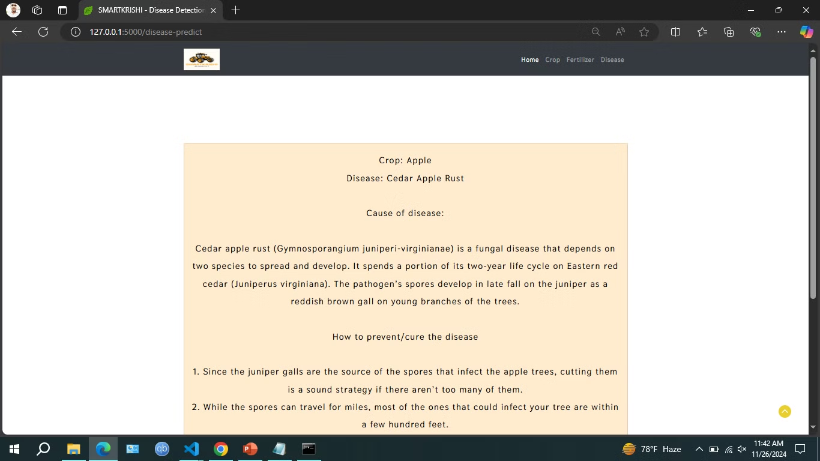 SMARTKRISHI - Disease Detectio
127.0.0.1:5000/disease-predict
Home Crop Fertilizer Disease
Crop: Apple
Disease: Cedar Apple Rust
Cause of disease:
Cedar apple rust (Gymnosporangium juniperi-virginianae) is a fungal disease that depends on
two species to spread and develop. It spends a portion of its two-year life cycle on Eastern red
cedar (Juniperus virginiana). The pathogen's spores develop in late fall on the juniper as a
reddish brown gall on young branches of the trees.
How to prevent/cure the disease
1. Since the juniper galls are the source of the spores that infect the apple trees, cutting them
is a sound strategy if there aren't too many of them.
2. While the spores can travel for miles, most of the ones that could infect your tree are within
a few hundred feet.
78°F Haze
11:42 AM
11/26/2024